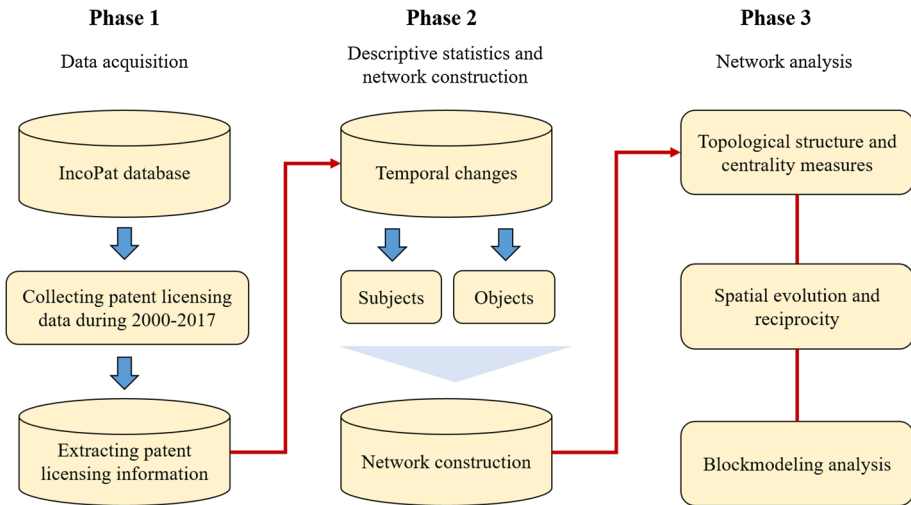 Phase 1
Data acquisition
IncoPat database
Collecting patent licensing
data during 2000-2017
Extracting patent
licensing information
Phase 2
Descriptive statistics and
network construction
Temporal changes
Subjects
Objects
Network construction
Phase 3
Network analysis
Topological structure and
centrality measures
Spatial evolution and
reciprocity
Blockmodeling analysis